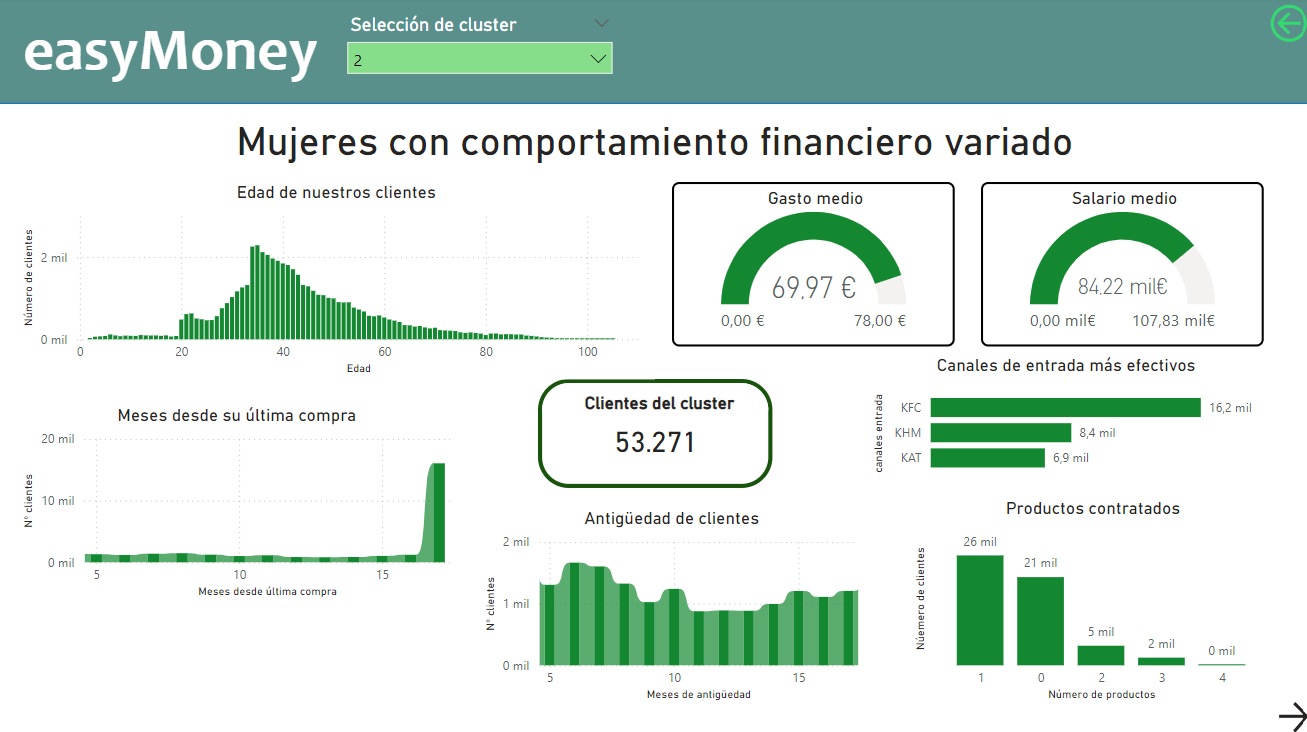 easyMoney
Selección de cluster
2
Mujeres con comportamiento financiero variado
Edad de nuestros clientes
Número de clientes
2 mil
0 mil
0 20 40 60 80 100
Edad
Gasto medio
69,97 €
0,00 € 78,00 €
Salario medio
84,22 mil€
0,00 mil€ 107,83 mil€
Meses desde su última compra
Nº clientes
20 mil
10 mil
0 mil
5 10 15
Meses desde última compra
Clientes del cluster
53.271
Canales de entrada más efectivos
canales entrada
KFC 16,2 mil
KHM 8,4 mil
KAT 6,9 mil
Antigüedad de clientes
Nº clientes
2 mil
1 mil
0 mil
5 10 15
Meses de antigüedad
Productos contratados
Núemero de clientes
26 mil
21 mil
5 mil
2 mil
0 mil
1 0 2 3 4
Número de productos